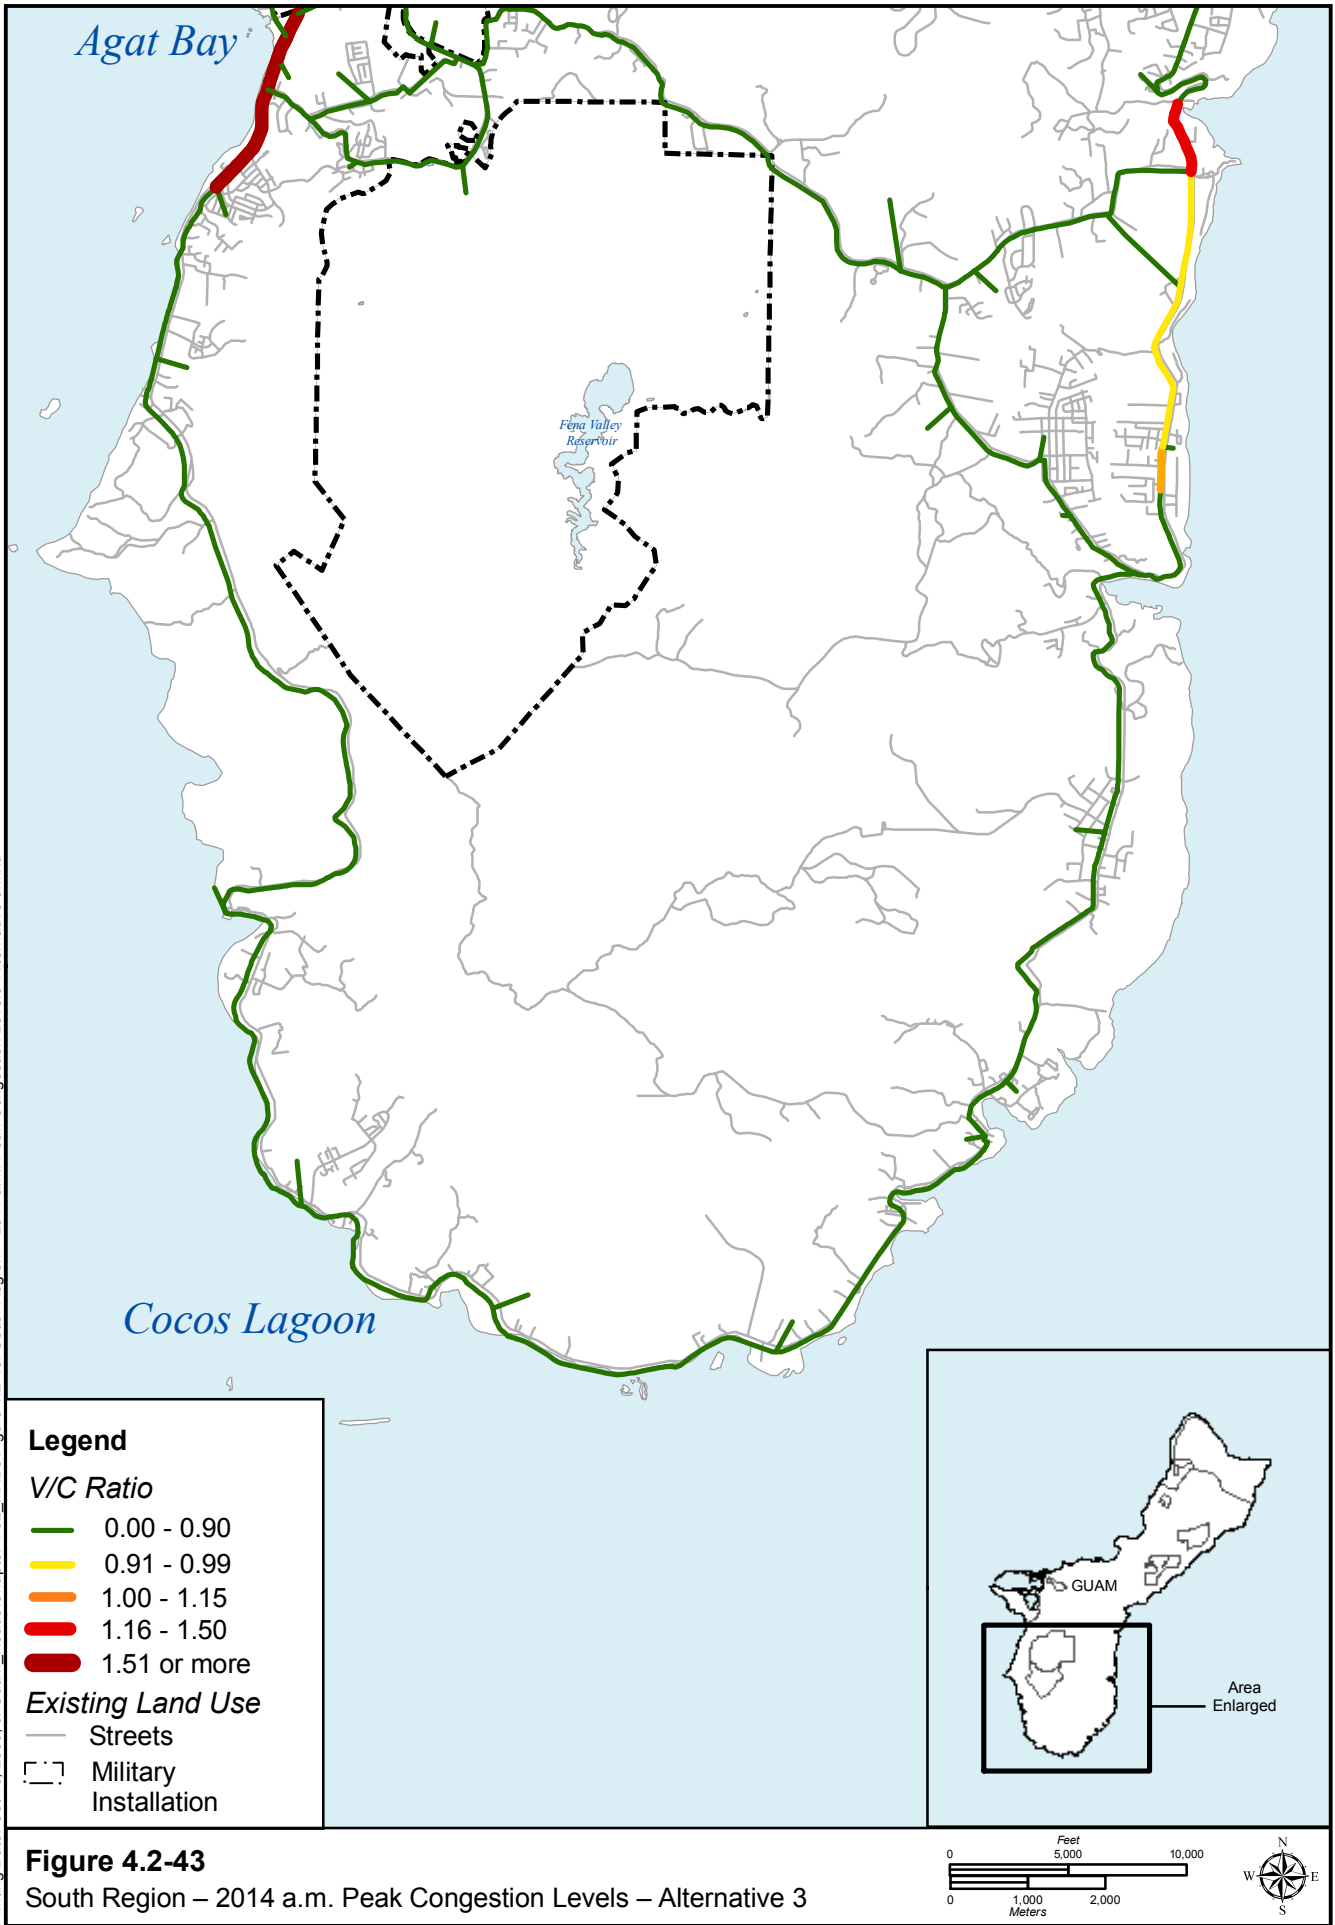 Agat Bay
Fena Valley
Reservoir
Cocos Lagoon
Legend
V/C Ratio
0.00 - 0.90
0.91 - 0.99
1.00 - 1.15
1.16 - 1.50
1.51 or more
Existing Land Use
Streets
Military
Installation
GUAM
Area
Enlarged
Figure 4.2-43
South Region – 2014 a.m. Peak Congestion Levels – Alternative 3
Feet
0 5,000 10,000
0 1,000 2,000
Meters
N
W E
S